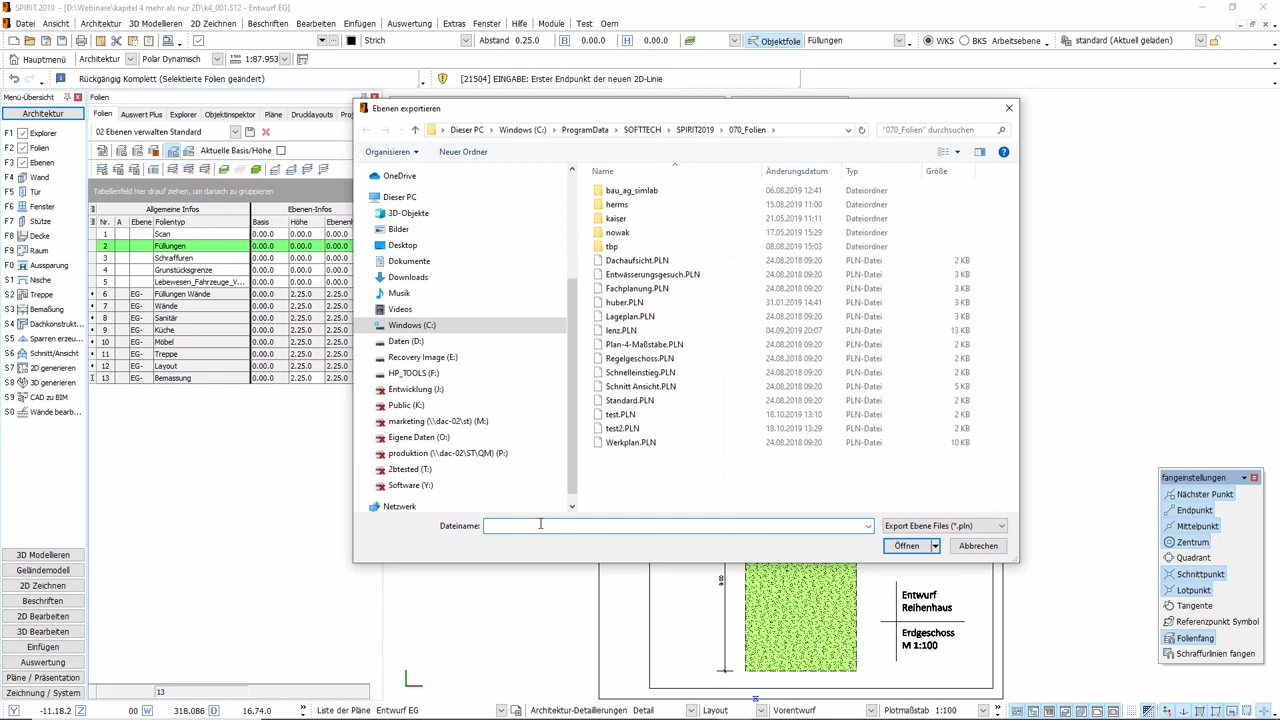 SPIRIT 2019 - [D:\Webinare\kapitel 4 mehr als nur 2D\k4_001.S12 - Entwurf EG]
Datei Ansicht Architektur 3D Modellieren 2D Zeichnen Beschriften Bearbeiten Einfügen Auswertung Extras Fenster Hilfe Module Test Oem
Strich Abstand 0.25.0 B 0.00.0 H 0.00.0 Objektfolie Füllungen WKS BKS Arbeitsebene standard (Aktuell geladen)
Hauptmenü Architektur Polar Dynamisch 1:87.953
Rückgängig Komplett (Selektierte Folien geändert) [21504] EINGABE: Erster Endpunkt der neuen 2D-Linie
Menü-Übersicht
Architektur
F1 Explorer
F2 Folien
F3 Ebenen
F4 Wand
F5 Tür
F6 Fenster
F7 Stütze
F8 Decke
F9 Raum
F0 Aussparung
S1 Nische
S2 Treppe
S3 Bemaßung
S4 Dachkonstrukt...
S5 Sparren erzeu...
S6 Schnitt/Ansicht
S7 2D generieren
S8 3D generieren
S9 CAD zu BIM
S0 Wände bearb...
3D Modellieren
Geländemodell
2D Zeichnen
Beschriften
2D Bearbeiten
3D Bearbeiten
Einfügen
Auswertung
Pläne / Präsentation
Zeichnung / System
Folien
Folien Auswert Plus Explorer Objektinspektor Pläne Drucklayouts
02 Ebenen verwalten Standard
Aktuelle Basis/Höhe
Tabellenfeld hier drauf ziehen, um danach zu gruppieren
Allgemeine Infos Ebenen-Infos
Nr. A Ebene Folientyp Basis Höhe
1 Scan 0.00.0 0.00.0 0.00.0
2 Füllungen 0.00.0 0.00.0 0.00.0
3 Schraffuren 0.00.0 0.00.0 0.00.0
4 Grunstücksgrenze 0.00.0 0.00.0 0.00.0
5 Lebewesen_Fahrzeuge_V... 0.00.0 0.00.0 0.00.0
6 EG- Füllungen Wände 0.00.0 2.25.0 2.25.0
7 EG- Wände 0.00.0 2.25.0 2.25.0
8 EG- Sanitär 0.00.0 2.25.0 2.25.0
9 EG- Küche 0.00.0 2.25.0 2.25.0
10 EG- Möbel 0.00.0 2.25.0 2.25.0
11 EG- Treppe 0.00.0 2.25.0 2.25.0
12 EG- Layout 0.00.0 2.25.0 2.25.0
13 EG- Bemassung 0.00.0 2.25.0 2.25.0
13
Ebenen exportieren
Dieser PC > Windows (C:) > ProgramData > SOFTTECH > SPIRIT2019 > 070_Folien >
"070_Folien" durchsuchen
Organisieren Neuer Ordner
OneDrive
Dieser PC
3D-Objekte
Bilder
Desktop
Dokumente
Downloads
Musik
Videos
Windows (C:)
Daten (D:)
Recovery Image (E:)
HP_TOOLS (F:)
Entwicklung (J:)
Public (K:)
marketing (\\dac-02\st) (M:)
Eigene Daten (O:)
produktion (\\dac-02\ST\QM) (P:)
2btested (T:)
Software (Y:)
Netzwerk
Name Änderungsdatum Typ Größe
bau_ag_simlab 06.08.2019 12:41 Dateiordner
herms 15.08.2019 11:00 Dateiordner
kaiser 21.05.2019 11:11 Dateiordner
nowak 17.05.2019 15:29 Dateiordner
tbp 08.08.2019 15:03 Dateiordner
Dachaufsicht.PLN 24.08.2018 09:20 PLN-Datei 2 KB
Entwässerungsgesuch.PLN 24.08.2018 09:20 PLN-Datei 3 KB
Fachplanung.PLN 24.08.2018 09:20 PLN-Datei 3 KB
huber.PLN 31.01.2019 14:41 PLN-Datei 3 KB
Lageplan.PLN 24.08.2018 09:20 PLN-Datei 3 KB
lenz.PLN 04.09.2019 20:07 PLN-Datei 13 KB
Plan-4-Maßstäbe.PLN 24.08.2018 09:20 PLN-Datei 2 KB
Regelgeschoss.PLN 24.08.2018 09:20 PLN-Datei 2 KB
Schnelleinstieg.PLN 24.08.2018 09:20 PLN-Datei 2 KB
Schnitt Ansicht.PLN 24.08.2018 09:20 PLN-Datei 5 KB
Standard.PLN 24.08.2018 09:20 PLN-Datei 2 KB
test.PLN 18.10.2019 13:10 PLN-Datei 2 KB
test2.PLN 18.10.2019 13:29 PLN-Datei 2 KB
Werkplan.PLN 24.08.2018 09:20 PLN-Datei 10 KB
Dateiname: Export Ebene Files (*.pln)
Öffnen Abbrechen
Entwurf
Reihenhaus
Erdgeschoss
M 1:100
fangeinstellungen
Nächster Punkt
Endpunkt
Mittelpunkt
Zentrum
Quadrant
Schnittpunkt
Lotpunkt
Tangente
Referenzpunkt Symbol
Folienfang
Schraffurlinien fangen
Y -11.18.2 Z 00 W 318.086 D 16.74.0 Liste der Pläne Entwurf EG Architektur-Detailierungen Detail Layout Vorentwurf Plotmaßstab 1:100